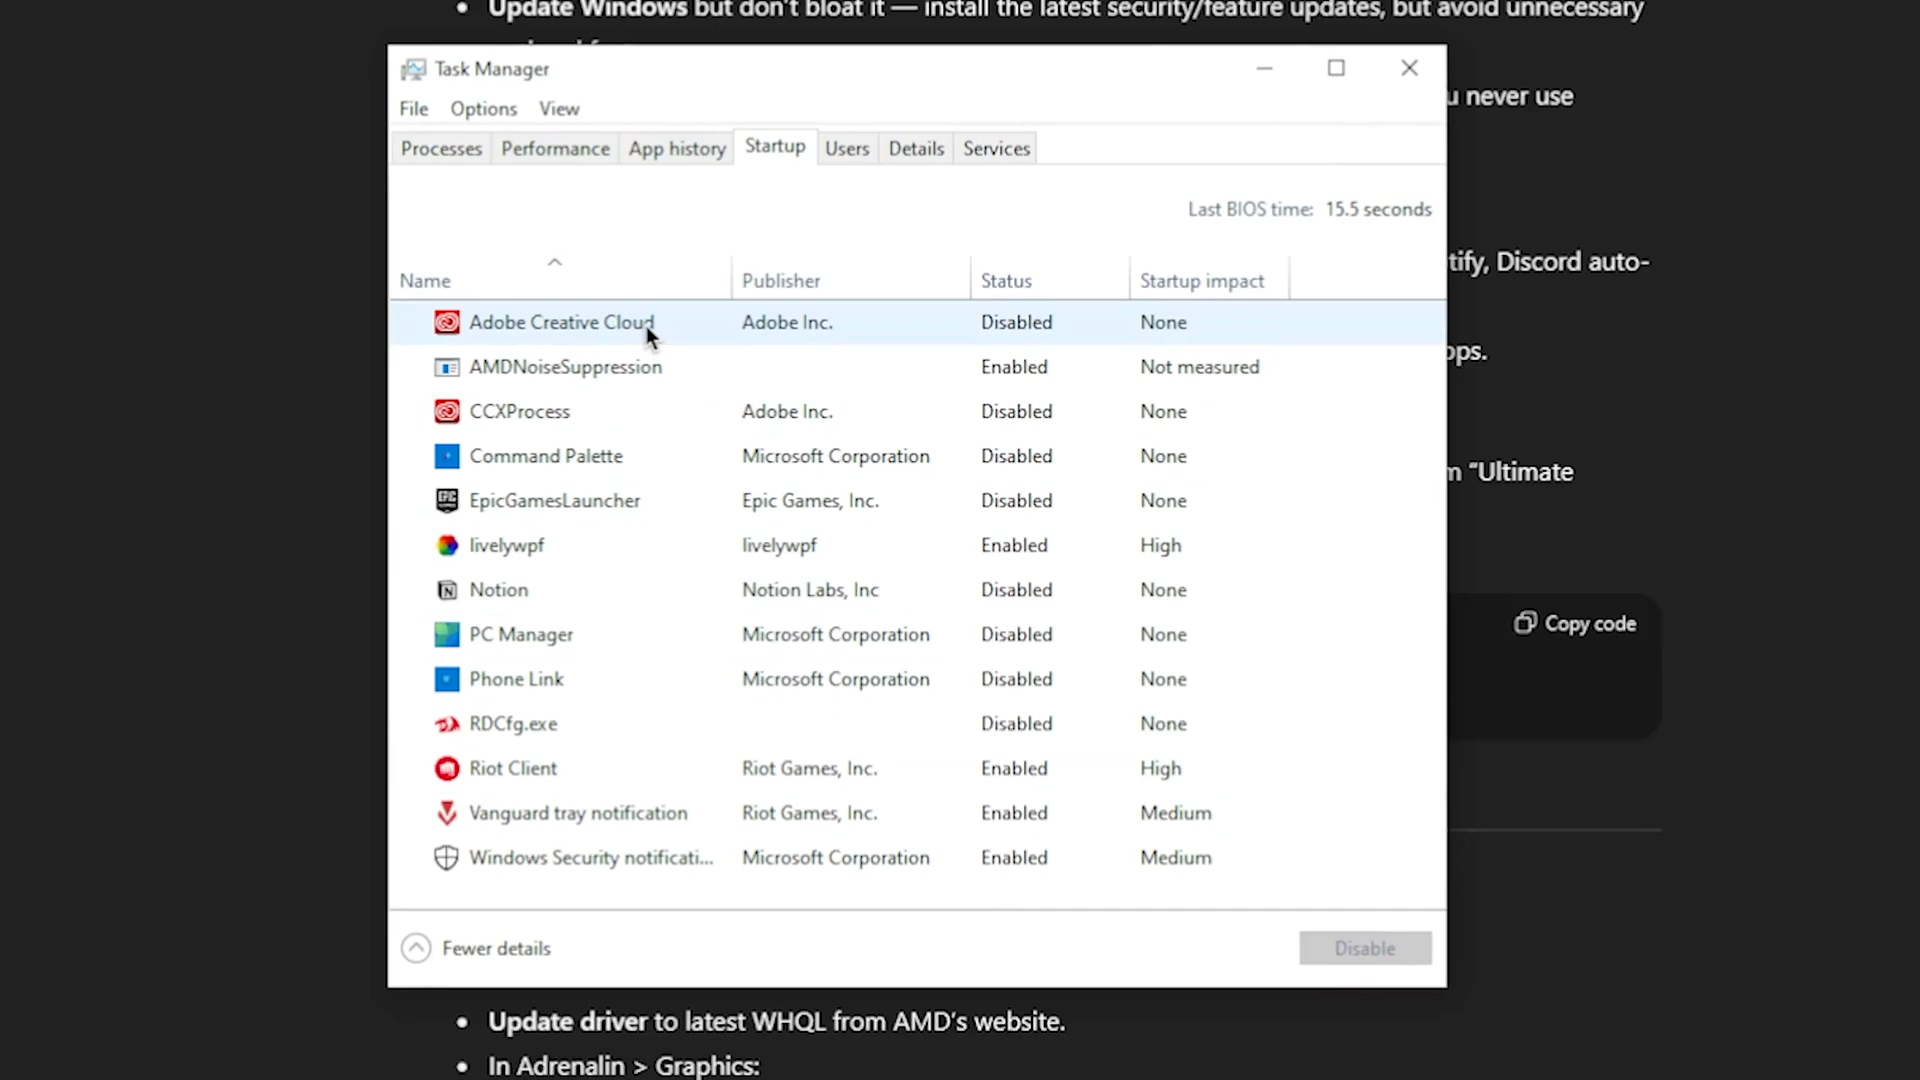 Update Windows but don't bloat it — install the latest security/feature updates, but avoid unnecessary
Task Manager
File Options View
u never use
Processes Performance App history Startup Users Details Services
Last BIOS time: 15.5 seconds
tify, Discord auto-
Name Publisher Status Startup impact
Adobe Creative Cloud Adobe Inc. Disabled None
ops.
AMDNoiseSuppression Enabled Not measured
CCXProcess Adobe Inc. Disabled None
Command Palette Microsoft Corporation Disabled None
m “Ultimate
EpicGamesLauncher Epic Games, Inc. Disabled None
livelywpf livelywpf Enabled High
Notion Notion Labs, Inc Disabled None
Copy code
PC Manager Microsoft Corporation Disabled None
Phone Link Microsoft Corporation Disabled None
RDCfg.exe Disabled None
Riot Client Riot Games, Inc. Enabled High
Vanguard tray notification Riot Games, Inc. Enabled Medium
Windows Security notificati... Microsoft Corporation Enabled Medium
Fewer details Disable
Update driver to latest WHQL from AMD's website.
In Adrenalin > Graphics: